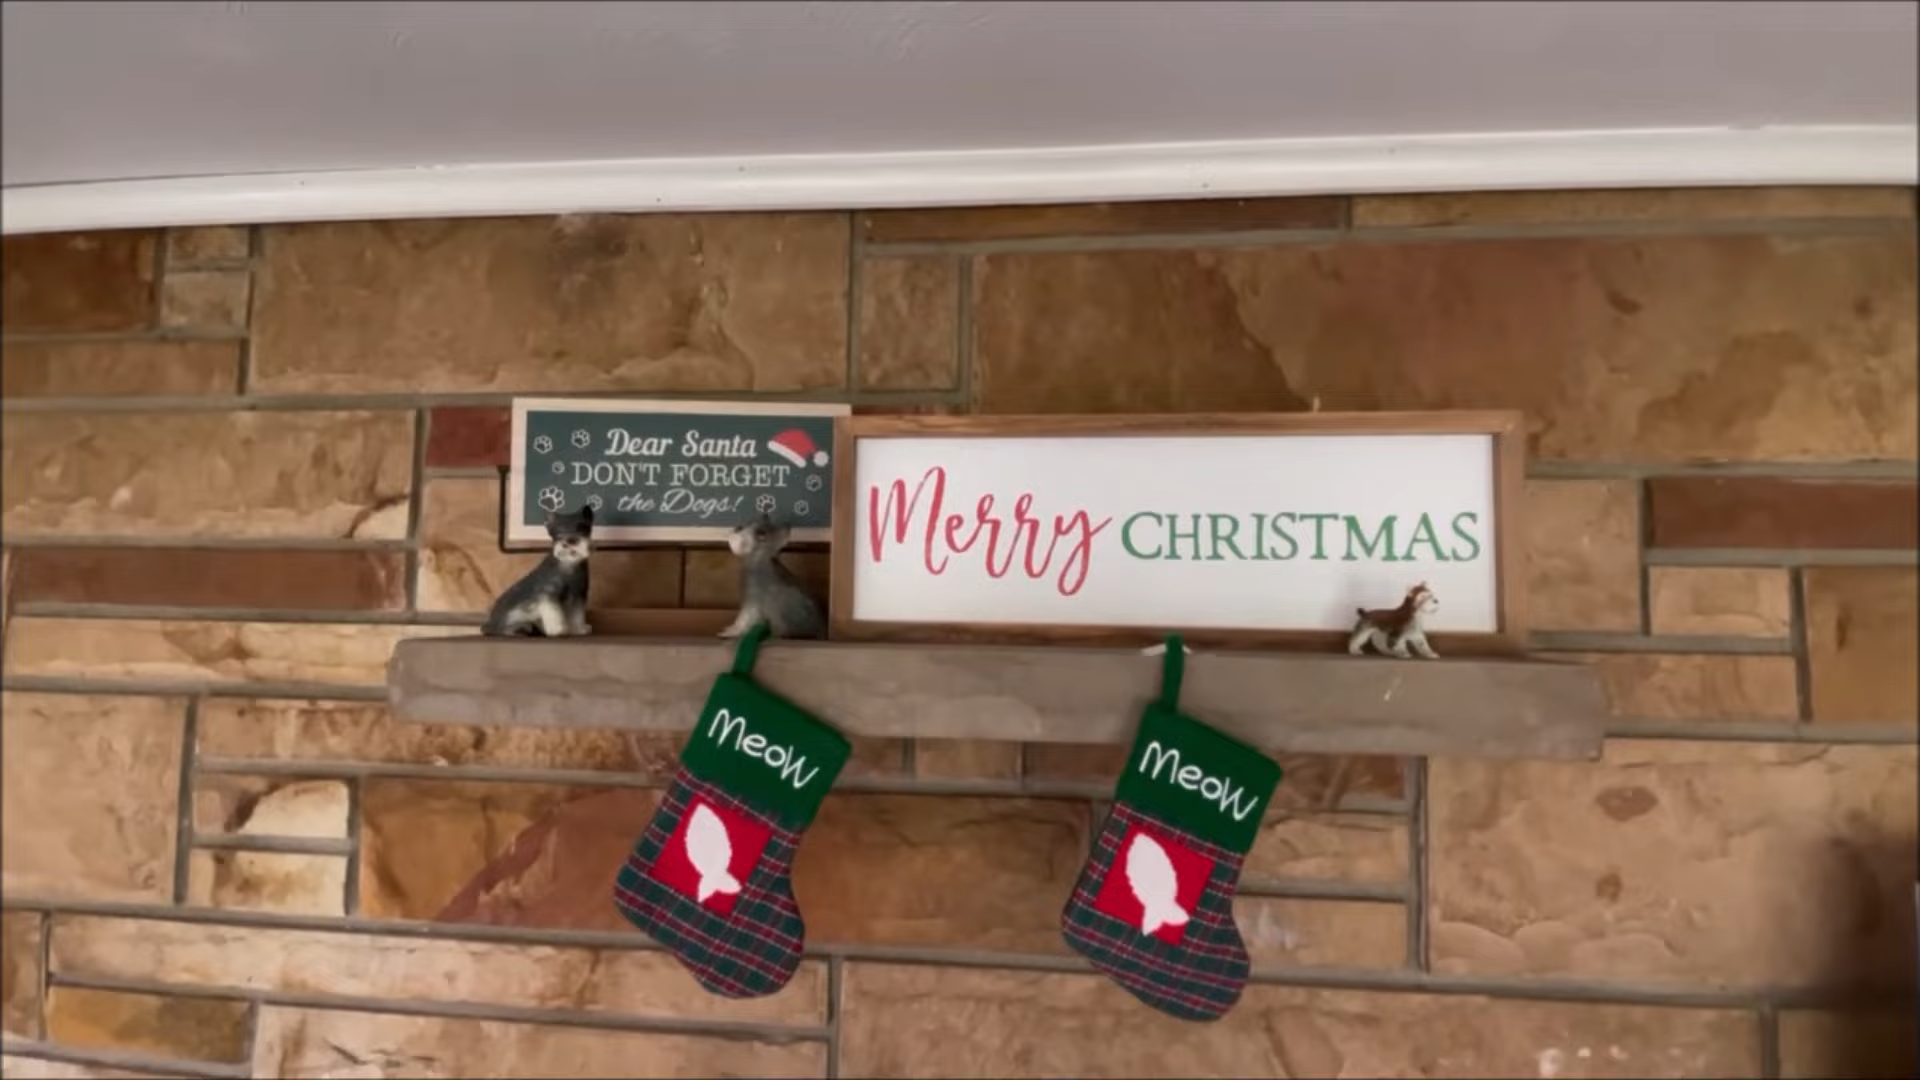 Dear Santa
DON'T FORGET
the Dogs!
Merry CHRISTMAS
Meow
Meow